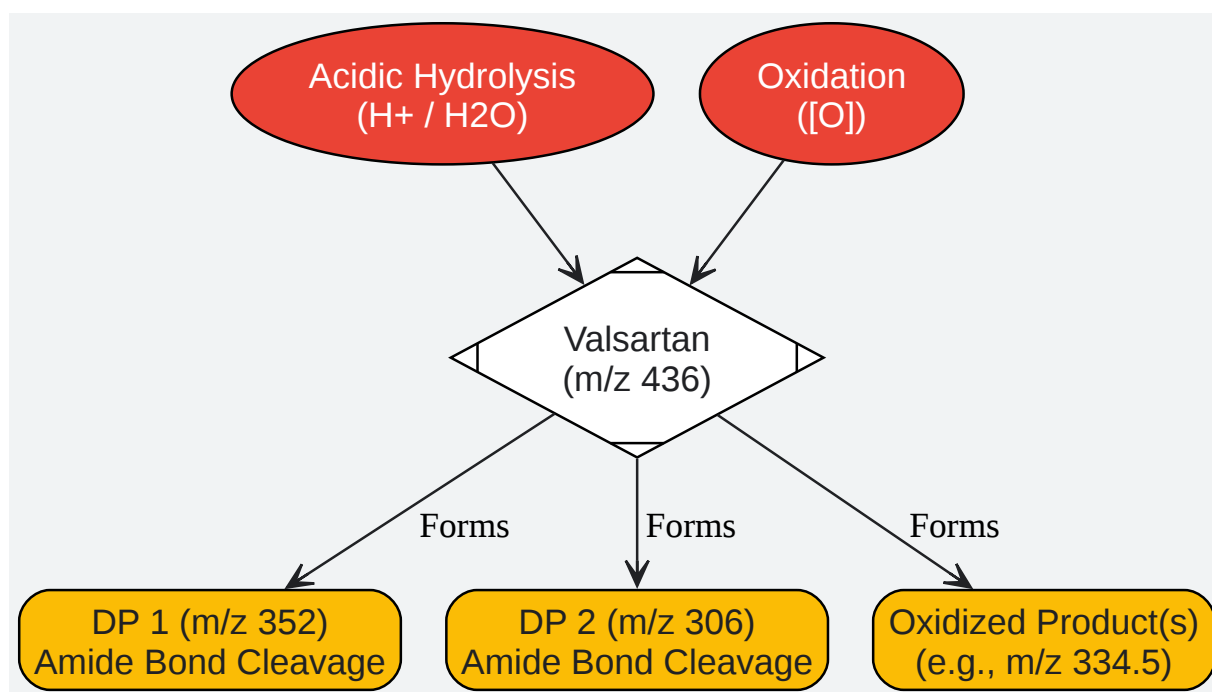 Acidic Hydrolysis
(H+ / H2O)
Oxidation
([O])
Valsartan
(m/z 436)
Forms
Forms
Forms
DP 1 (m/z 352)
Amide Bond Cleavage
DP 2 (m/z 306)
Amide Bond Cleavage
Oxidized Product(s)
(e.g., m/z 334.5)